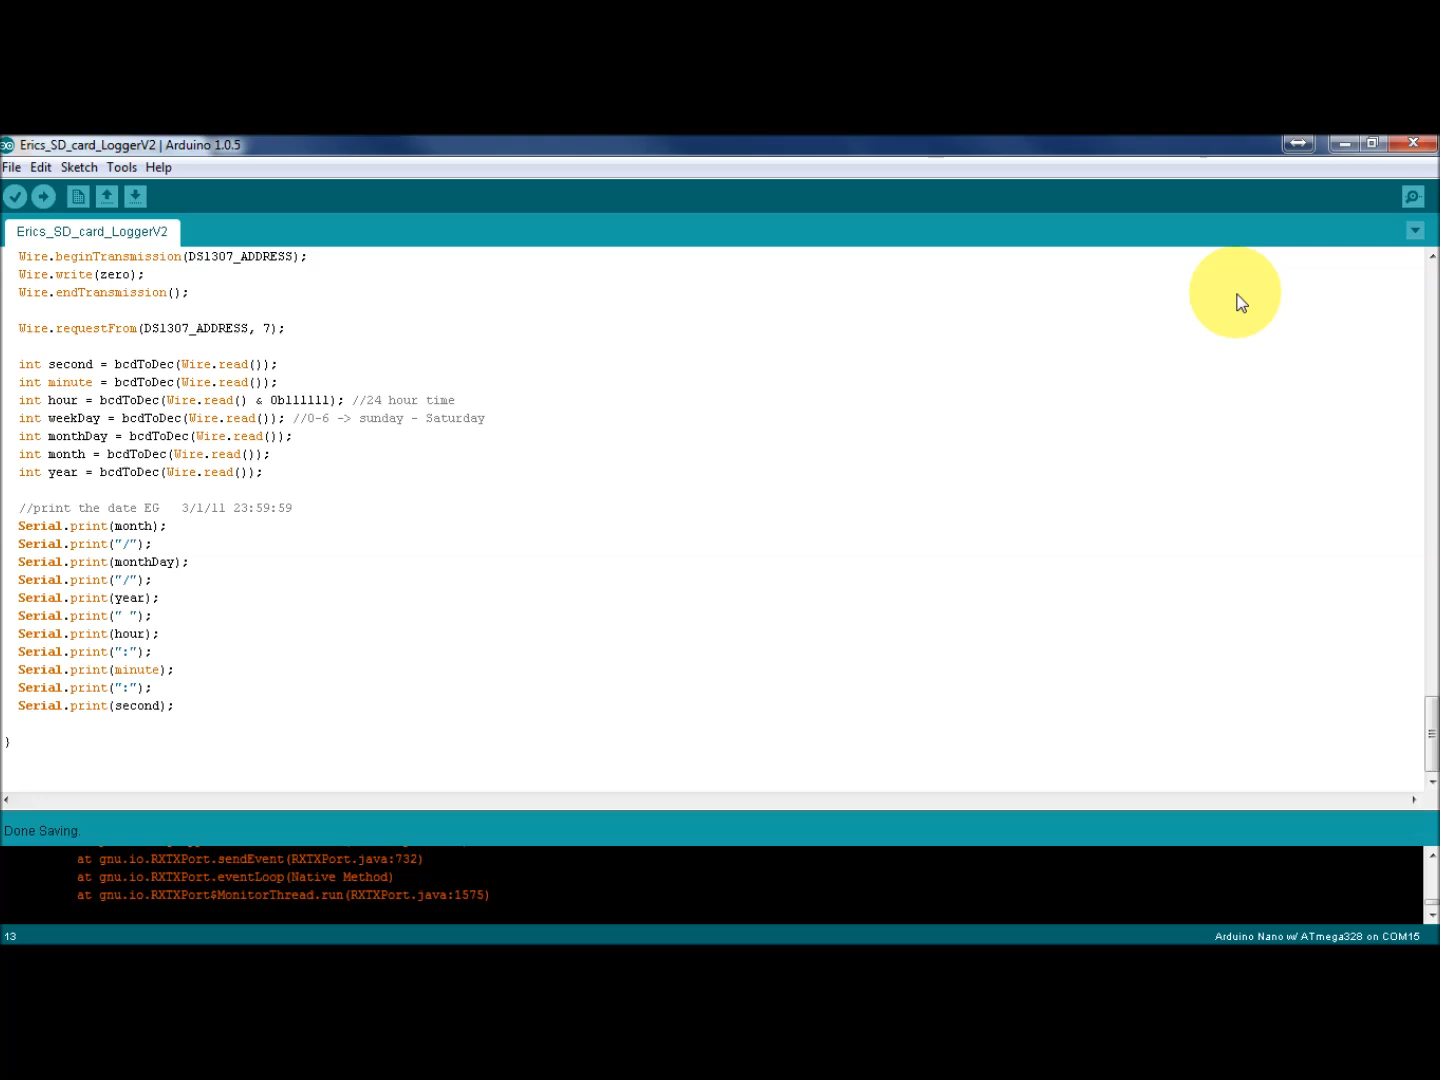 Erics_SD_card_LoggerV2 | Arduino 1.0.5
File Edit Sketch Tools Help
Erics_SD_card_LoggerV2
Wire.beginTransmission(DS1307_ADDRESS);
Wire.write(zero);
Wire.endTransmission();
Wire.requestFrom(DS1307_ADDRESS, 7);
int second = bcdToDec(Wire.read());
int minute = bcdToDec(Wire.read());
int hour = bcdToDec(Wire.read() & 0b111111); //24 hour time
int weekDay = bcdToDec(Wire.read()); //0-6 -> sunday - Saturday
int monthDay = bcdToDec(Wire.read());
int month = bcdToDec(Wire.read());
int year = bcdToDec(Wire.read());
//print the date EG   3/1/11 23:59:59
Serial.print(month);
Serial.print("/");
Serial.print(monthDay);
Serial.print("/");
Serial.print(year);
Serial.print(" ");
Serial.print(hour);
Serial.print(":");
Serial.print(minute);
Serial.print(":");
Serial.print(second);
}
Done Saving.
at gnu.io.RXTXPort.sendEvent(RXTXPort.java:732)
at gnu.io.RXTXPort.eventLoop(Native Method)
at gnu.io.RXTXPort$MonitorThread.run(RXTXPort.java:1575)
13
Arduino Nano w/ ATmega328 on COM15